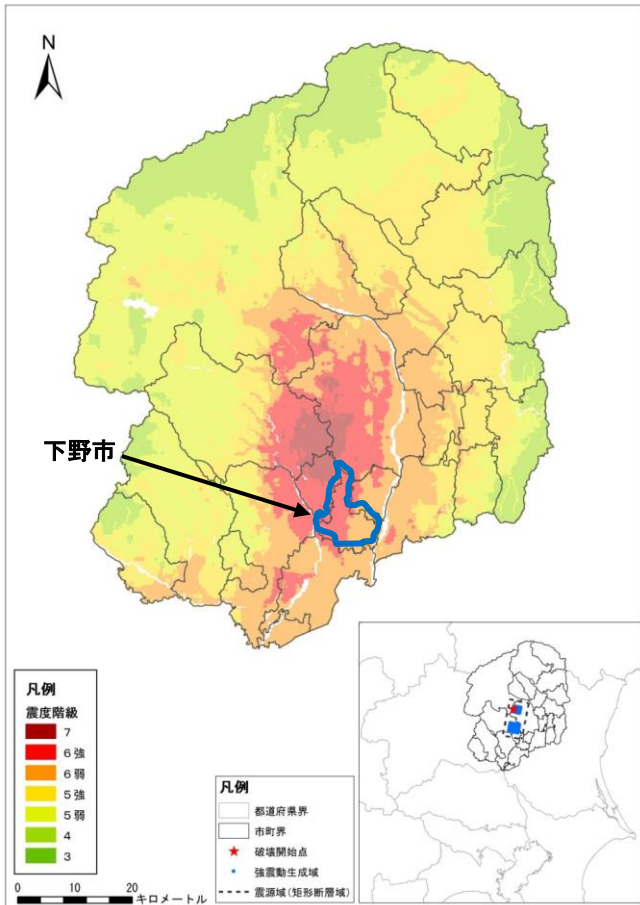 N
下野市
凡例
震度階級
7
6強
6弱
5強
5弱
4
3
0 10 20 キロメートル
凡例
都道府県界
市町界
破壊開始点
強震動生成域
震源域(矩形断層域)